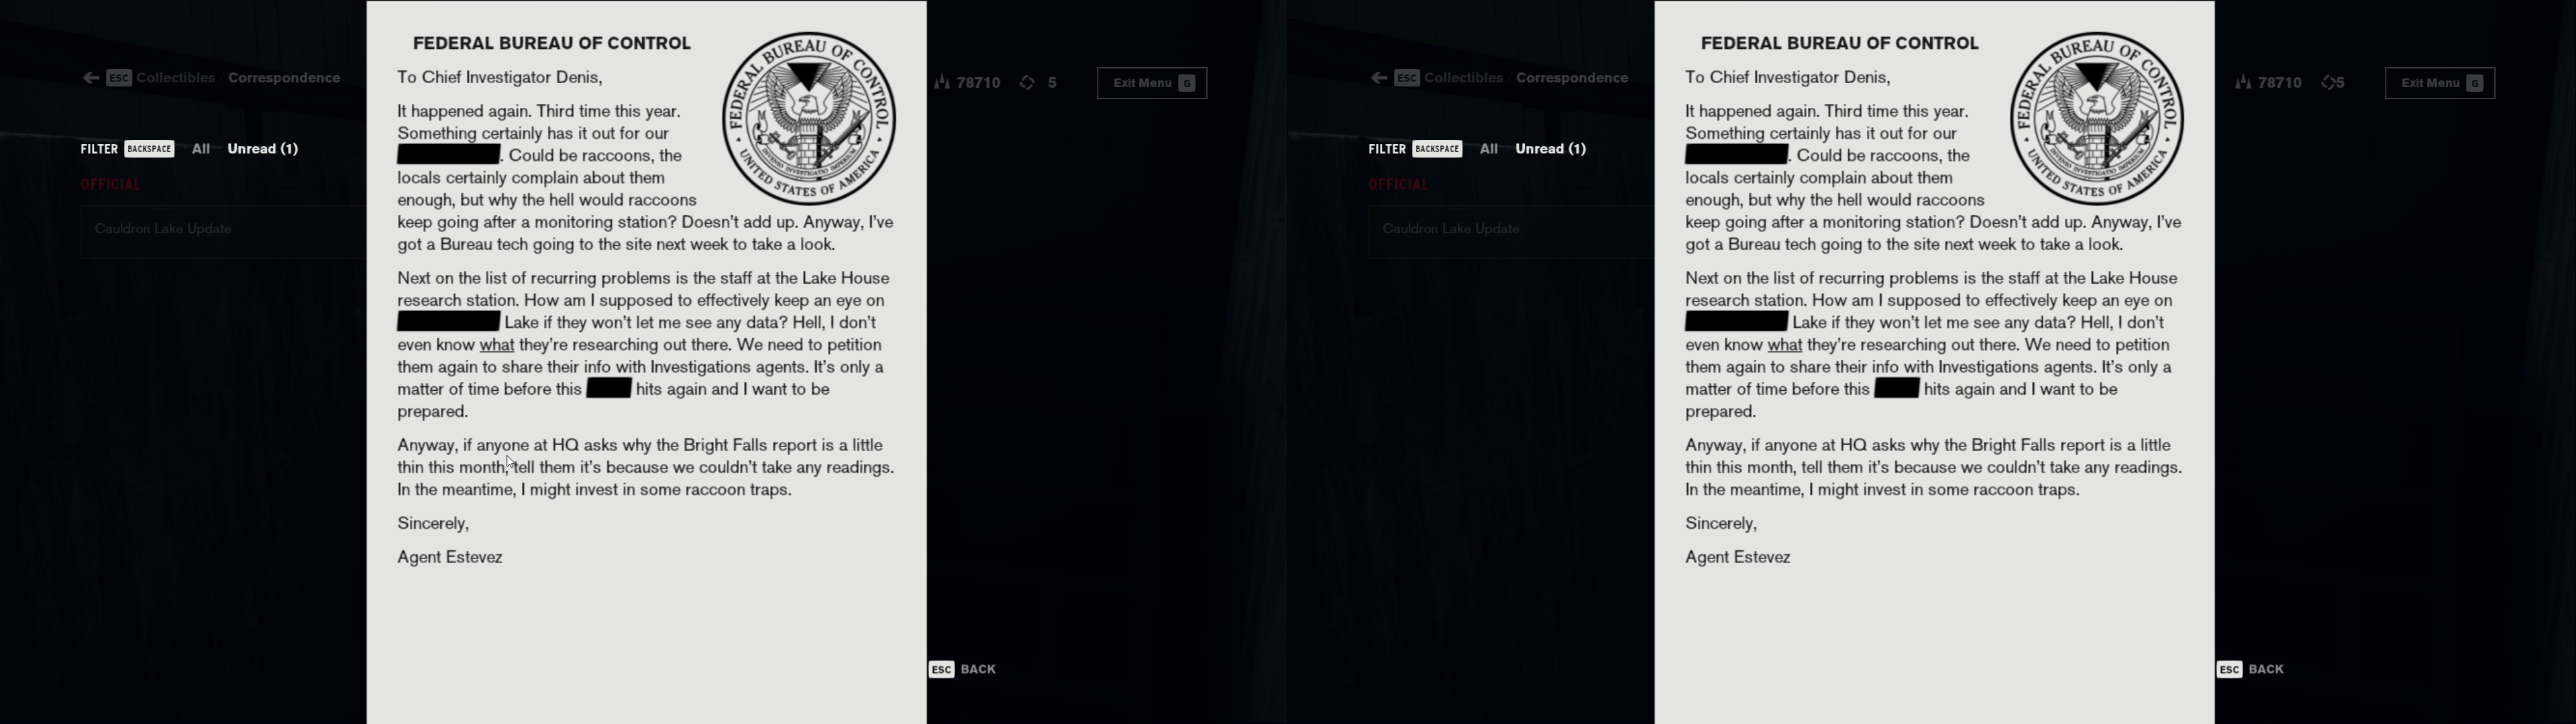 ESC Collectibles / Correspondence
FILTER BACKSPACE All Unread (1)
OFFICIAL
Cauldron Lake Update
FEDERAL BUREAU OF CONTROL
FEDERAL BUREAU OF CONTROL
UNITED STATES OF AMERICA
INVENIO INVESTIGATIO IMPERIUM
To Chief Investigator Denis,
It happened again. Third time this year.
Something certainly has it out for our
. Could be raccoons, the
locals certainly complain about them
enough, but why the hell would raccoons
keep going after a monitoring station? Doesn't add up. Anyway, I've
got a Bureau tech going to the site next week to take a look.
Next on the list of recurring problems is the staff at the Lake House
research station. How am I supposed to effectively keep an eye on
Lake if they won't let me see any data? Hell, I don't
even know what they're researching out there. We need to petition
them again to share their info with Investigations agents. It's only a
matter of time before this hits again and I want to be
prepared.
Anyway, if anyone at HQ asks why the Bright Falls report is a little
thin this month, tell them it's because we couldn't take any readings.
In the meantime, I might invest in some raccoon traps.
Sincerely,
Agent Estevez
78710 5 Exit Menu G
ESC BACK
ESC Collectibles / Correspondence
FILTER BACKSPACE All Unread (1)
OFFICIAL
Cauldron Lake Update
FEDERAL BUREAU OF CONTROL
FEDERAL BUREAU OF CONTROL
UNITED STATES OF AMERICA
INVENIO INVESTIGATIO IMPERIUM
To Chief Investigator Denis,
It happened again. Third time this year.
Something certainly has it out for our
. Could be raccoons, the
locals certainly complain about them
enough, but why the hell would raccoons
keep going after a monitoring station? Doesn't add up. Anyway, I've
got a Bureau tech going to the site next week to take a look.
Next on the list of recurring problems is the staff at the Lake House
research station. How am I supposed to effectively keep an eye on
Lake if they won't let me see any data? Hell, I don't
even know what they're researching out there. We need to petition
them again to share their info with Investigations agents. It's only a
matter of time before this hits again and I want to be
prepared.
Anyway, if anyone at HQ asks why the Bright Falls report is a little
thin this month, tell them it's because we couldn't take any readings.
In the meantime, I might invest in some raccoon traps.
Sincerely,
Agent Estevez
78710 5 Exit Menu G
ESC BACK